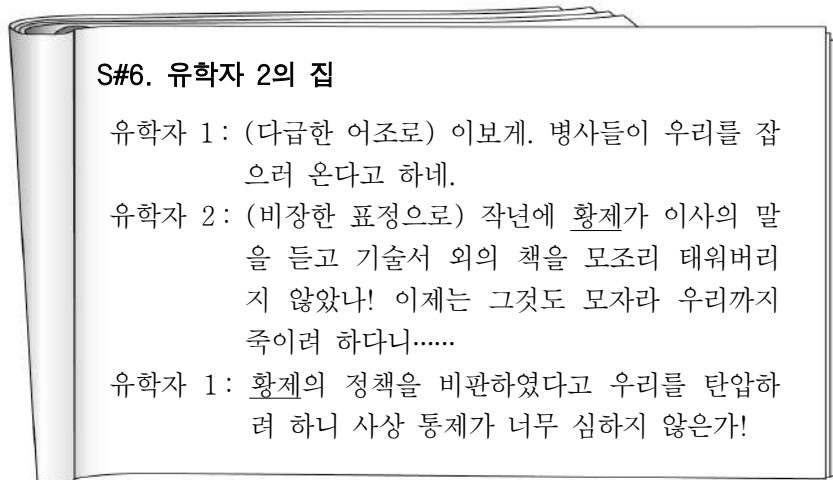 S#6. 유학자 2의 집
유학자 1 : (다급한 어조로) 이보게. 병사들이 우리를 잡
으러 온다고 하네.
유학자 2 : (비장한 표정으로) 작년에 황제가 이사의 말
을 듣고 기술서 외의 책을 모조리 태워버리
지 않았나! 이제는 그것도 모자라 우리까지
죽이려 하다니……
유학자 1 : 황제의 정책을 비판하였다고 우리를 탄압하
려 하니 사상 통제가 너무 심하지 않은가!